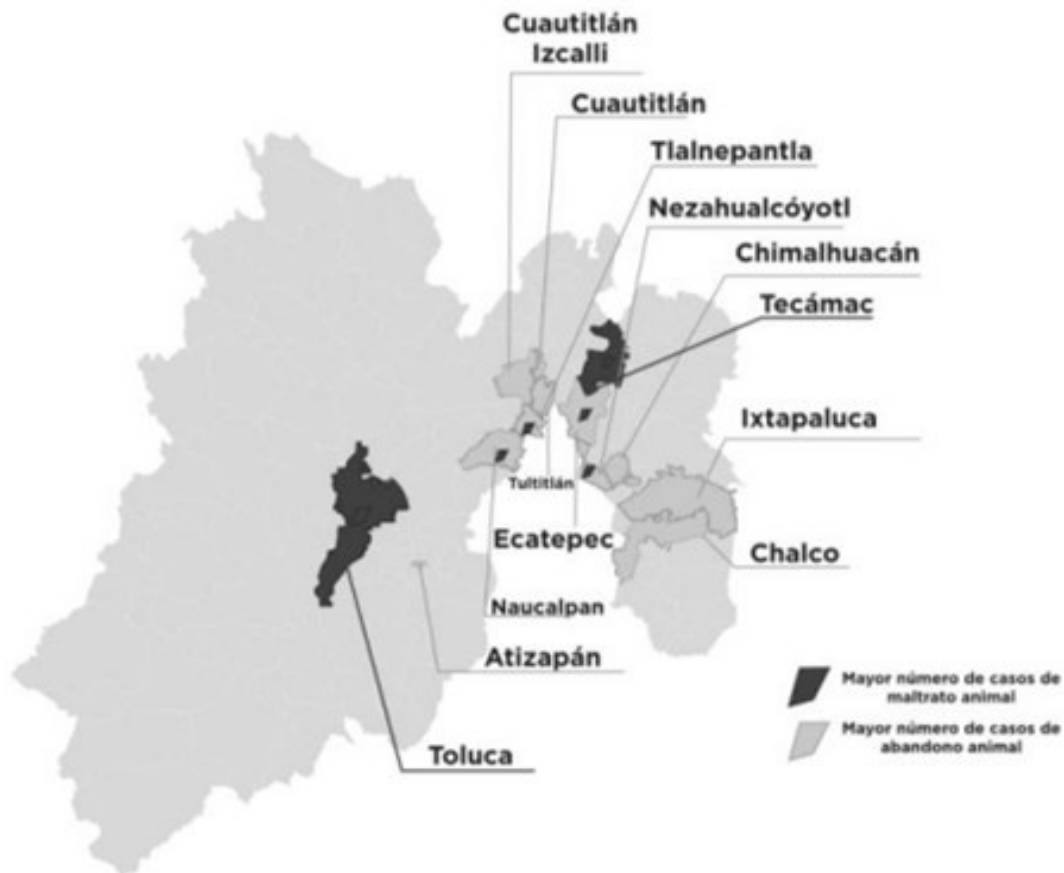 Cuautitlán
Izcalli
Cuautitlán
Tlalnepantla
Nezahualcóyotl
Chimalhuacán
Tecámac
Ixtapaluca
Tultitlán
Ecatepec
Chalco
Naucalpan
Atizapán
Toluca
Mayor número de casos de
maltrato animal
Mayor número de casos de
abandono animal